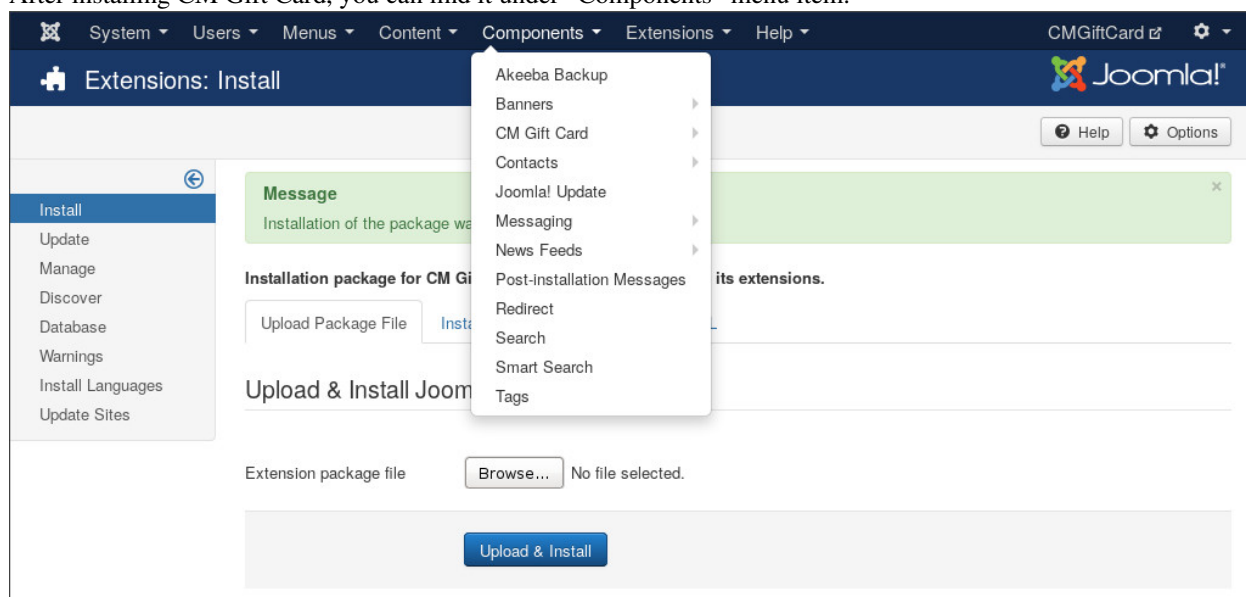 After installing CM Gift Card, you can find it under "Components" menu item.
System Users Menus Content Components Extensions Help CMGiftCard
Extensions: Install Joomla!®
Help Options
Akeeba Backup
Banners
CM Gift Card
Contacts
Joomla! Update
Messaging
News Feeds
Post-installation Messages
Redirect
Search
Smart Search
Tags
Install
Update
Manage
Discover
Database
Warnings
Install Languages
Update Sites
Message ×
Installation of the package
Installation package for CM its extensions.
Upload Package File
Upload & Install
Extension package file Browse... No file selected.
Upload & Install